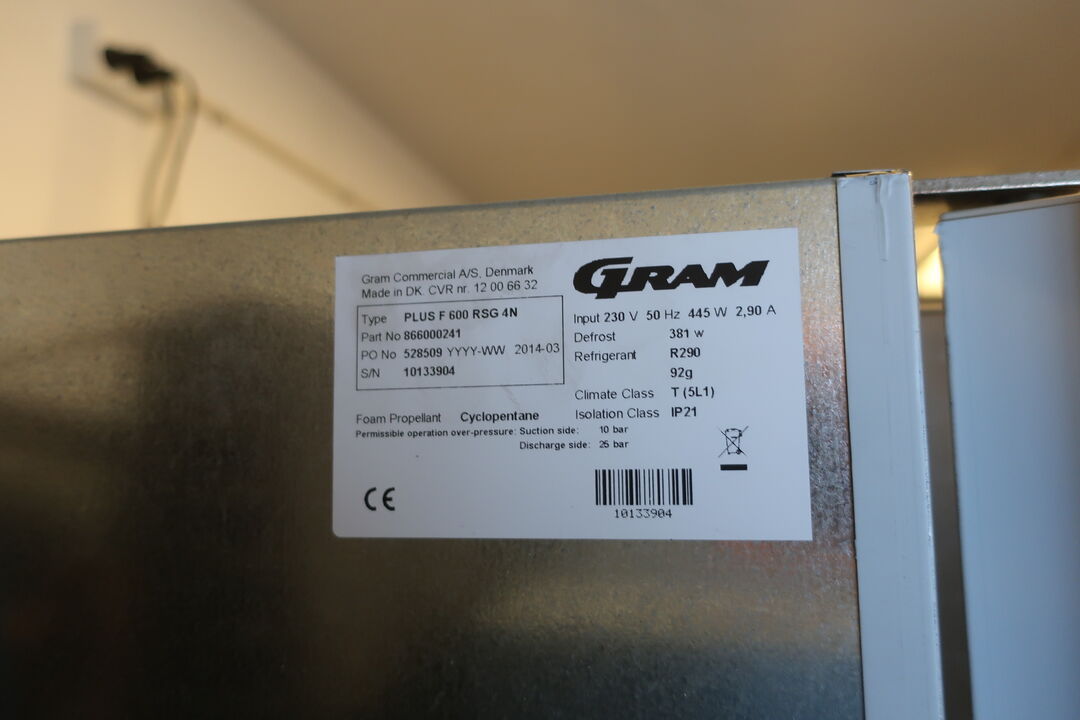 Gram Commercial A/S, Denmark
Made in DK CVR nr. 12 00 66 32
Type PLUS F 600 RSG 4N
Part No 866000241
PO No 528509 YYYY-WW 2014-03
S/N 10133904
GRAM
Input 230 V 50 Hz 445 W 2,90 A
Defrost 381 w
Refrigerant R290
92g
Climate Class T (5L1)
Isolation Class IP21
Foam Propellant Cyclopentane
Permissible operation over-pressure: Suction side: 10 bar
Discharge side: 25 bar
CE
10133904